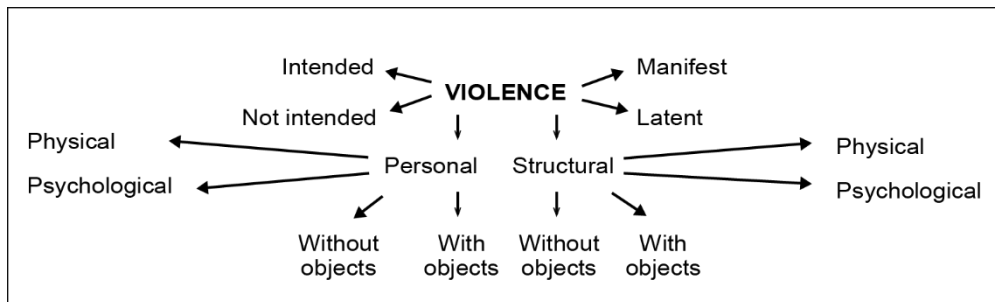 Intended
Manifest
VIOLENCE
Not intended
Latent
Physical
Physical
Personal
Structural
Psychological
Psychological
Without
objects
With
objects
Without
objects
With
objects